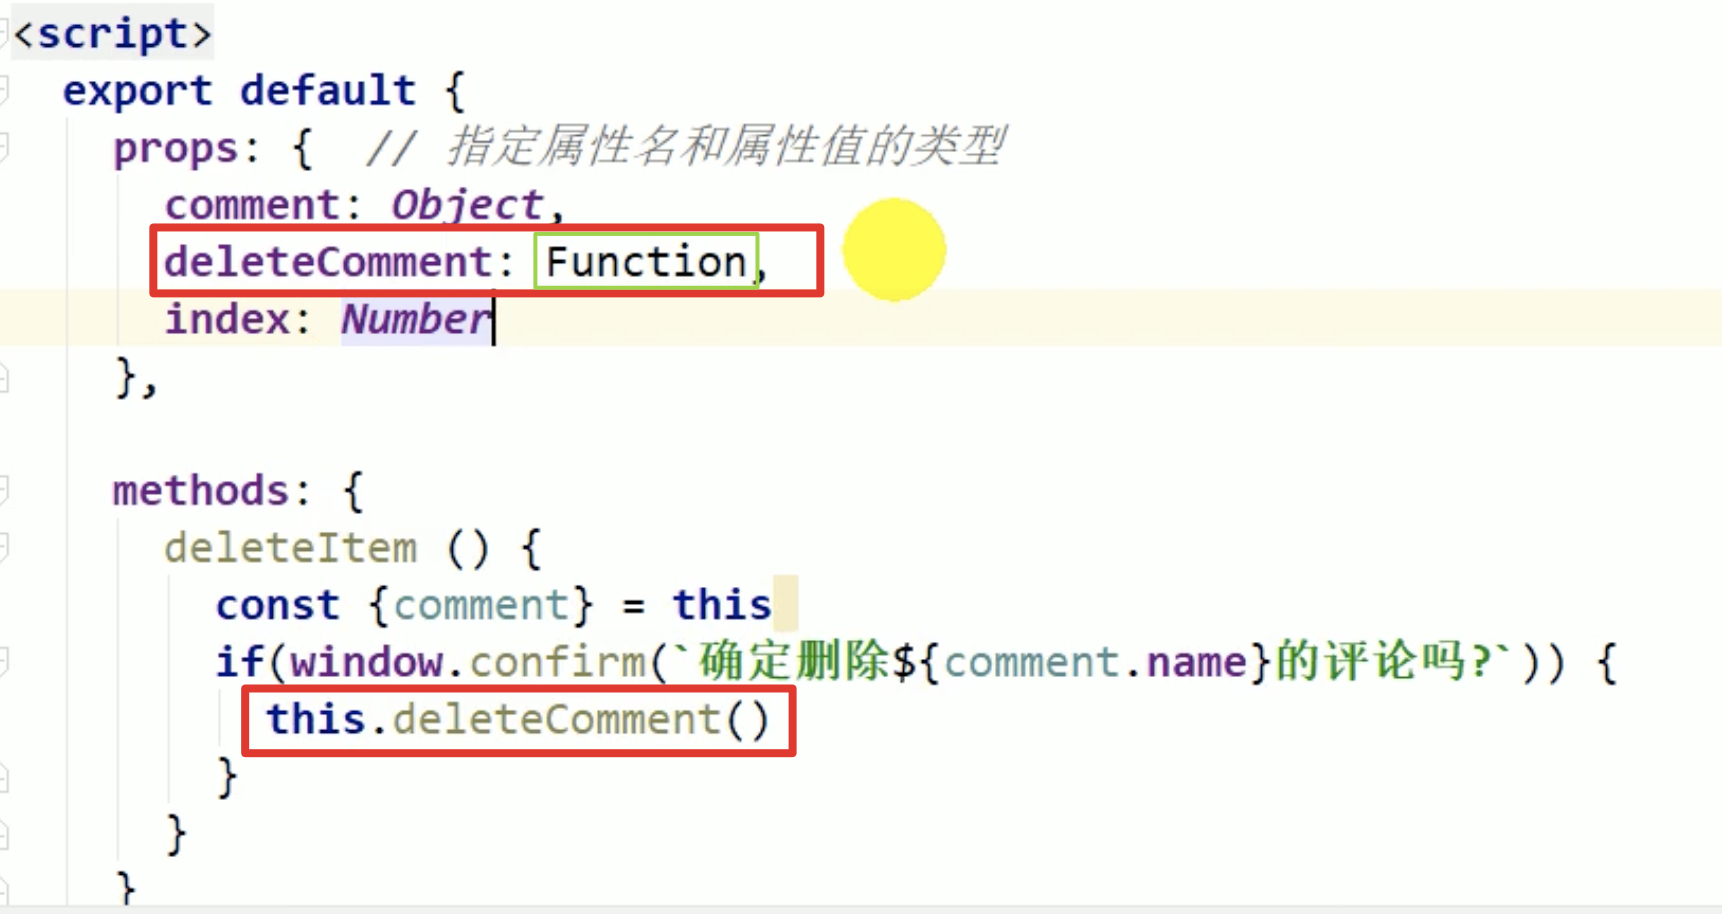 <script>
export default {
props: {  // 指定属性名和属性值的类型
comment: Object,
deleteComment: Function,
index: Number
},
methods: {
deleteItem () {
const {comment} = this
if(window.confirm(`确定删除${comment.name}的评论吗?`)) {
this.deleteComment()
}
}
}